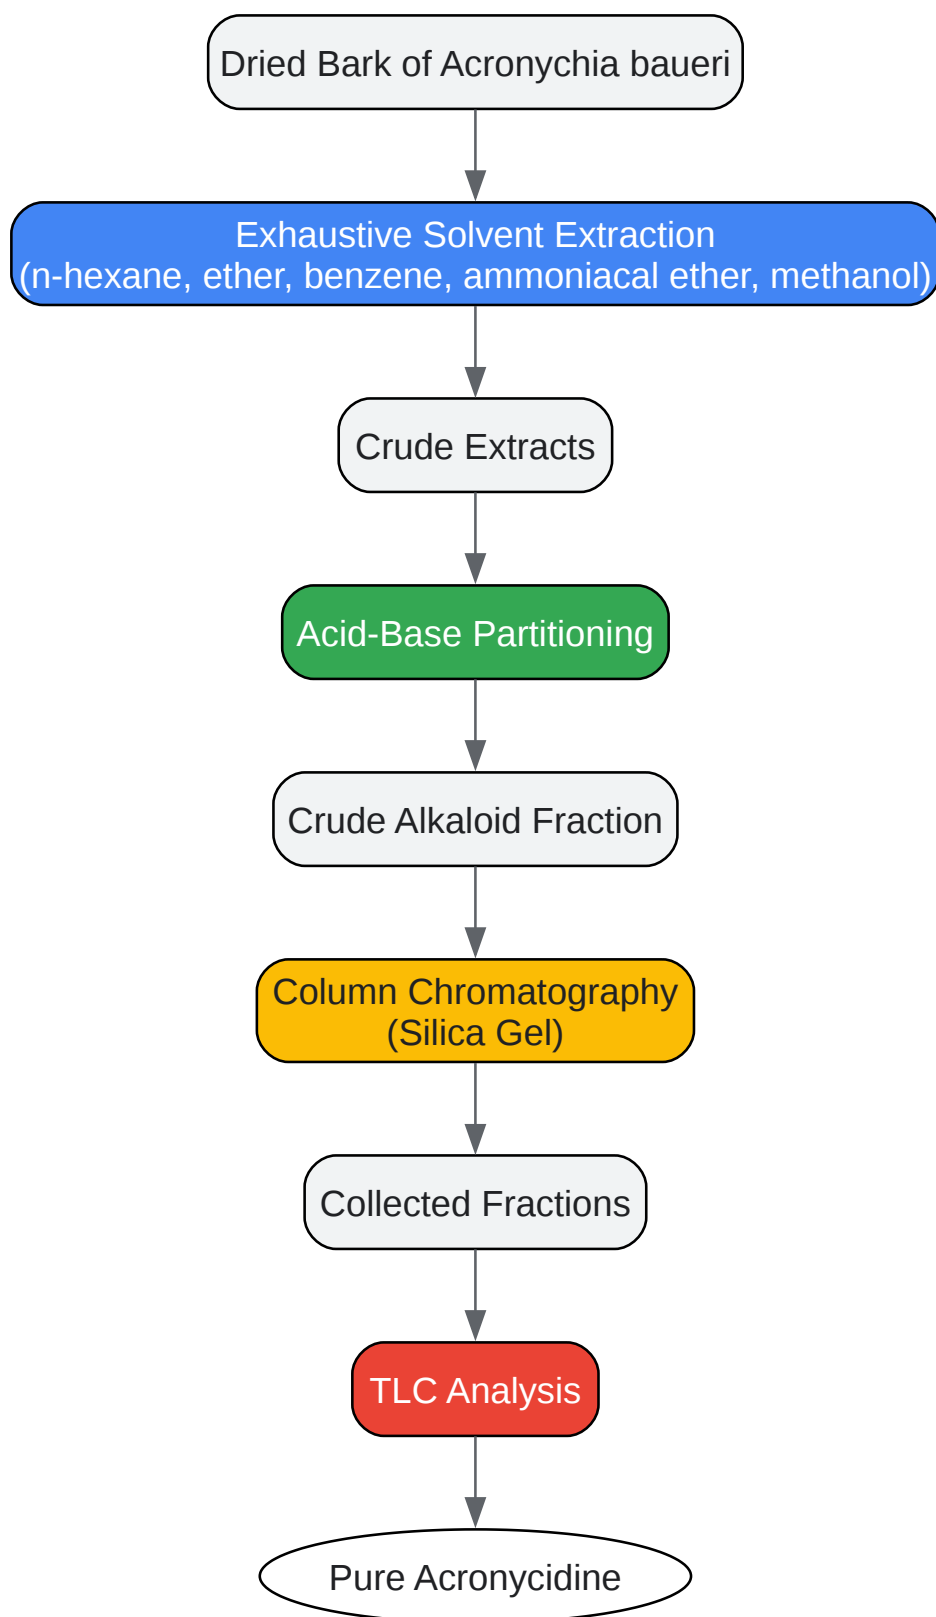 Dried Bark of Acronychia baueri
Exhaustive Solvent Extraction
(n-hexane, ether, benzene, ammoniacal ether, methanol)
Crude Extracts
Acid-Base Partitioning
Crude Alkaloid Fraction
Column Chromatography
(Silica Gel)
Collected Fractions
TLC Analysis
Pure Acronycidine